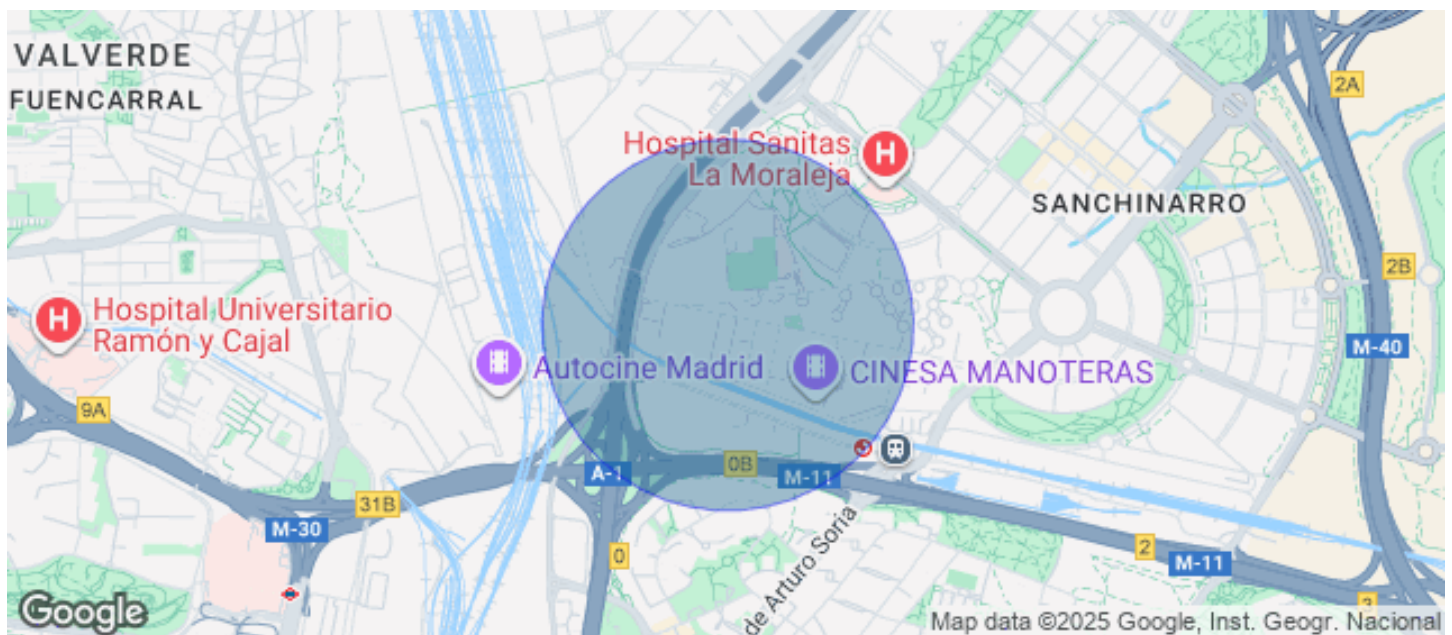 VALVERDE
FUENCARRAL
2A
Hospital Sanitas
La Moraleja
H
SANCHINARRO
2B
H
Hospital Universitario
Ramón y Cajal
M-40
Autocine Madrid
CINESA MANOTERAS
9A
A-1
0B
M-11
31B
M-30
0
de Arturo Soria
2
M-11
3
Google
Map data ©2025 Google, Inst. Geogr. Nacional